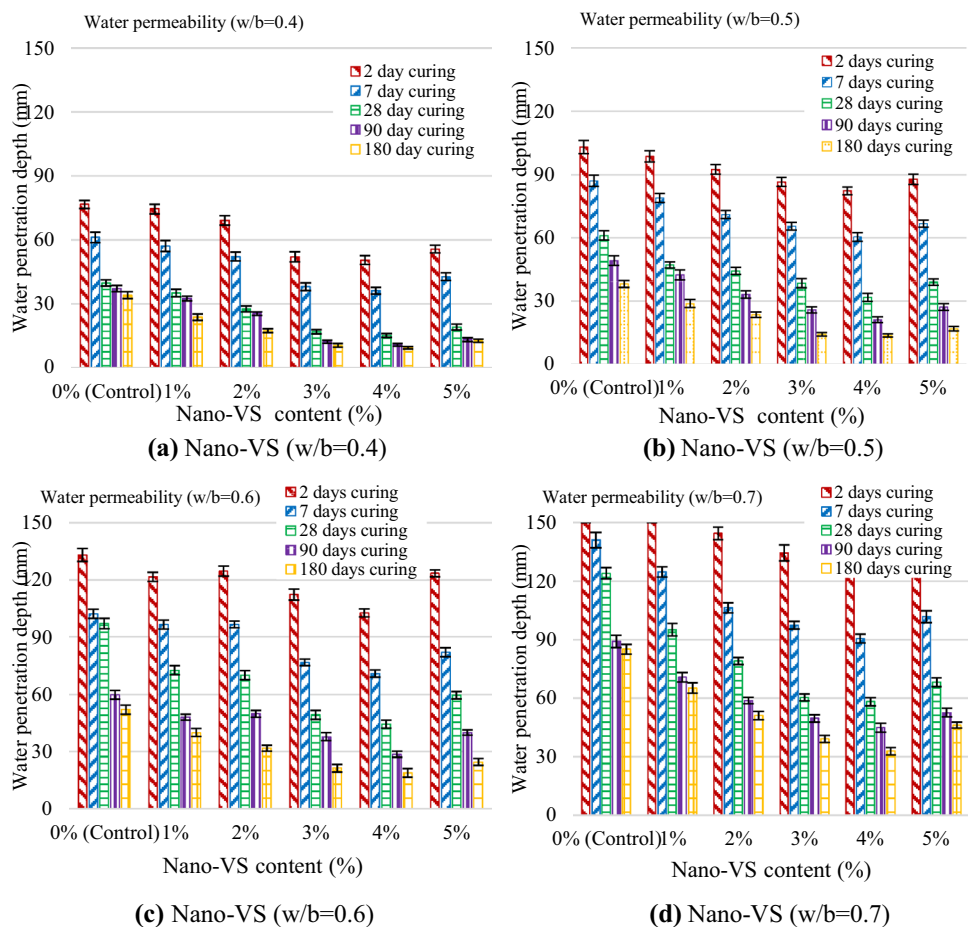 Water permeability (w/b=0.4)
Water penetration depth (mm)
150
120
90
60
30
0
2 day curing
7 day curing
28 day curing
90 day curing
180 day curing
0% (Control) 1% 2% 3% 4% 5%
Nano-VS content (%)
(a) Nano-VS (w/b=0.4)
Water permeability (w/b=0.5)
Water penetration depth (mm)
150
120
90
60
30
0
2 days curing
7 days curing
28 days curing
90 days curing
180 days curing
0% (Control) 1% 2% 3% 4% 5%
Nano-VS content (%)
(b) Nano-VS (w/b=0.5)
Water permeability (w/b=0.6)
Water penetration depth (mm)
150
120
90
60
30
0
2 days curing
7 days curing
28 days curing
90 days curing
180 days curing
0% (Control) 1% 2% 3% 4% 5%
Nano-VS content (%)
(c) Nano-VS (w/b=0.6)
Water permeability (w/b=0.7)
Water penetration depth (mm)
150
120
90
60
30
0
2 days curing
7 days curing
28 days curing
90 days curing
180 days curing
0% (Control) 1% 2% 3% 4% 5%
Nano-VS content (%)
(d) Nano-VS (w/b=0.7)